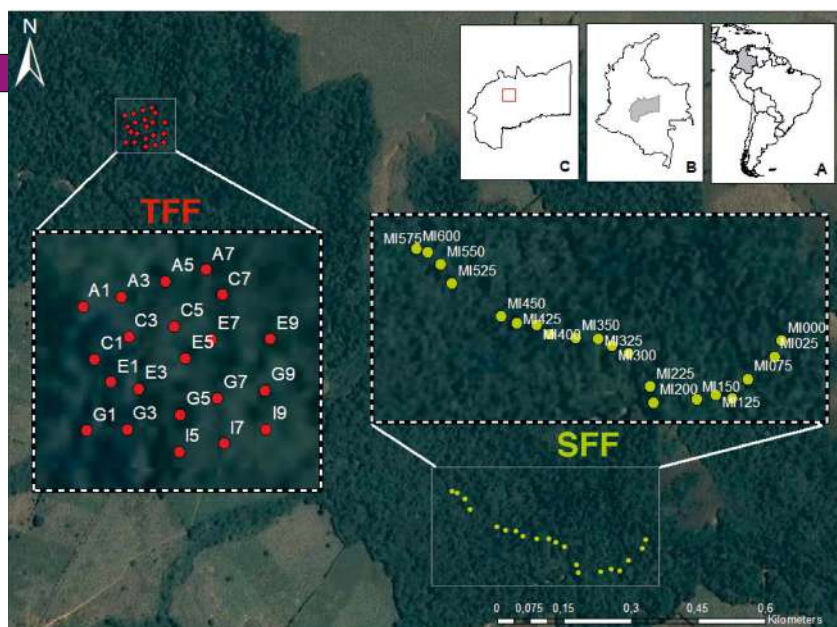 N
C
B
A
TFF
A7
A5
A3
A1
C7
C5
C3
E7
E9
C1
E5
E1
E3
G9
G7
G5
G1
G3
I9
I7
I5
MI575 MI600
MI550
MI525
MI450
MI425
MI400
MI350
MI325
MI300
MI000
MI025
MI075
MI225
MI200
MI150
MI125
SFF
0 0,075 0,15 0,3 0,45 0,6
Kilometers